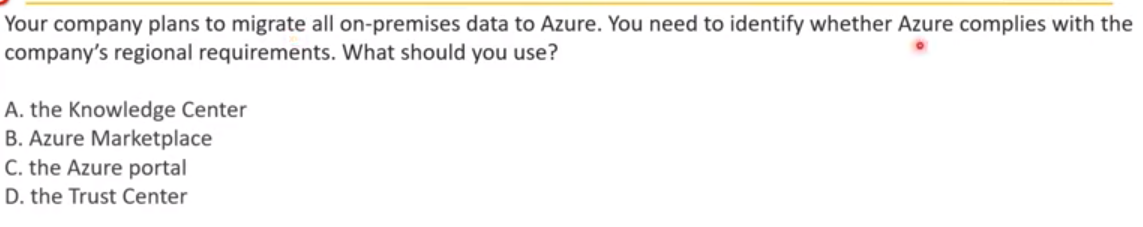 Your company plans to migrate all on-premises data to Azure. You need to identify whether Azure complies with the
company's regional requirements. What should you use?
A. the Knowledge Center
B. Azure Marketplace
C. the Azure portal
D. the Trust Center